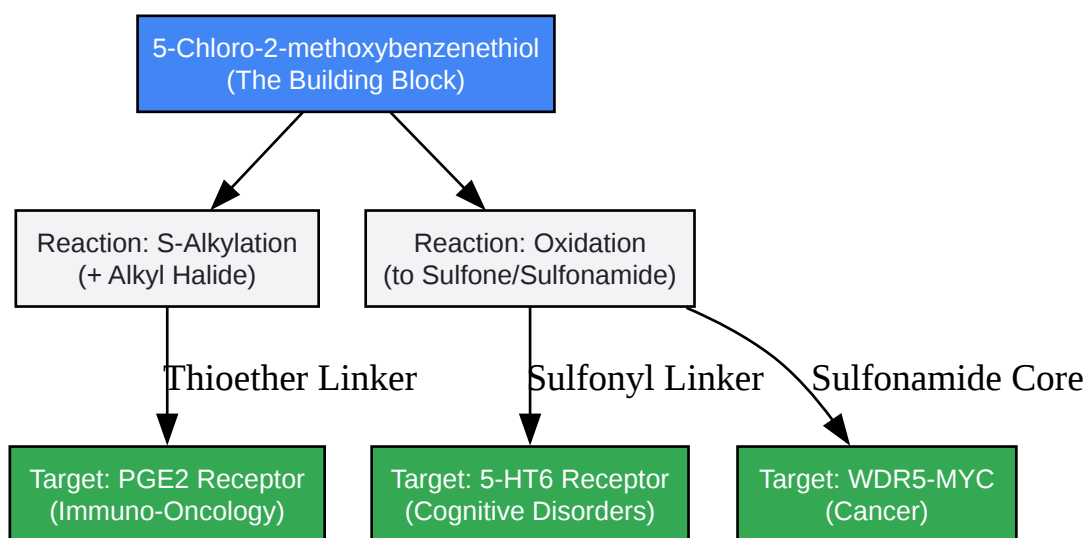 5-Chloro-2-methoxybenzenethiol
(The Building Block)
Reaction: S-Alkylation
(+ Alkyl Halide)
Reaction: Oxidation
(to Sulfone/Sulfonamide)
Thioether Linker
Sulfonyl Linker
Sulfonamide Core
Target: PGE2 Receptor
(Immuno-Oncology)
Target: 5-HT6 Receptor
(Cognitive Disorders)
Target: WDR5-MYC
(Cancer)